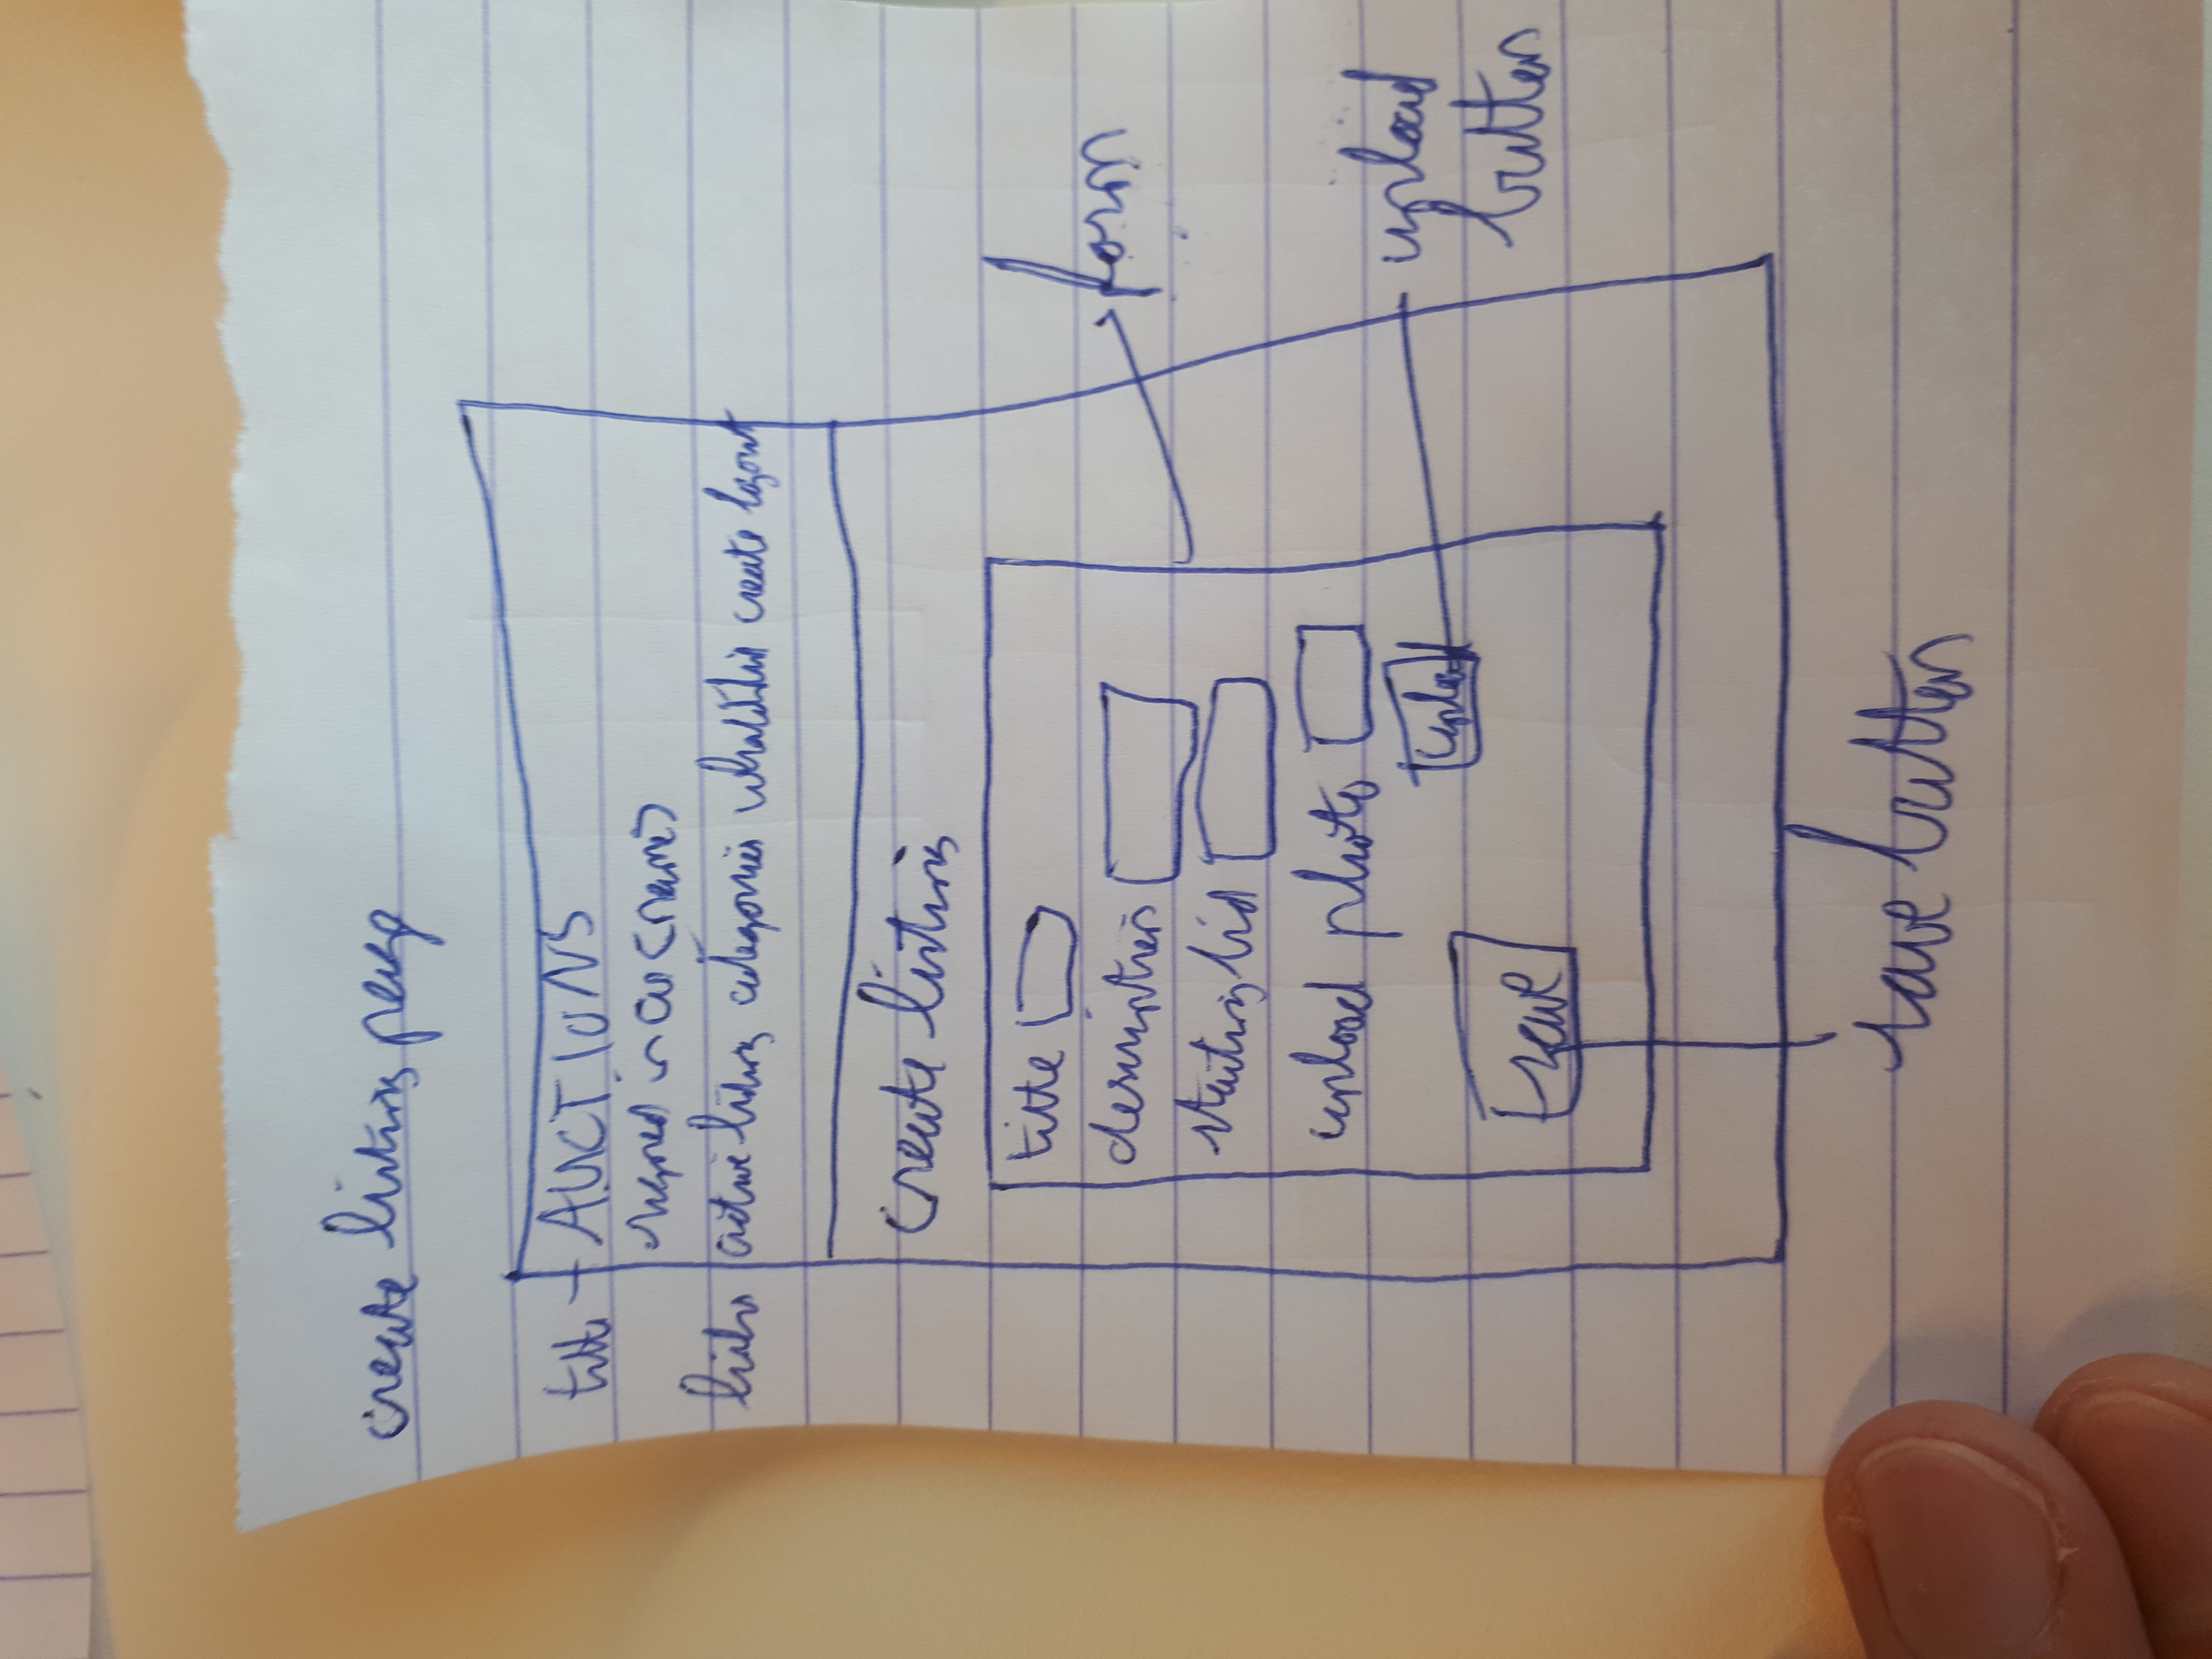 create listing page
title AUCTIONS
signed in as (name)
links active listing categories watchlist create logout
create listing
title
description
starting bid
form
upload photo
upload
upload
button
save
save button